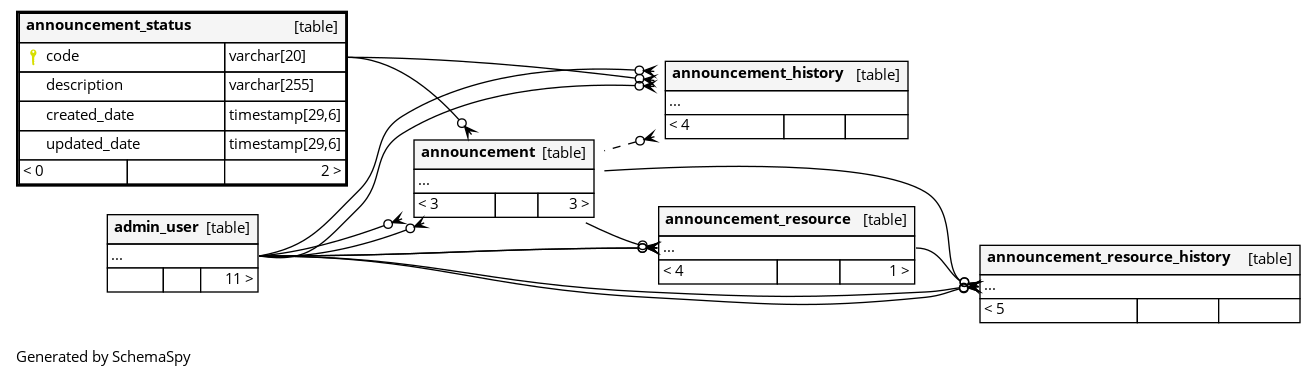 announcement_status [table]
code varchar[20]
description varchar[255]
created_date timestamp[29,6]
updated_date timestamp[29,6]
< 0 2 >
announcement_history [table]
...
< 4
announcement [table]
...
< 3 3 >
admin_user [table]
...
11 >
announcement_resource [table]
...
< 4 1 >
announcement_resource_history [table]
...
< 5
Generated by SchemaSpy